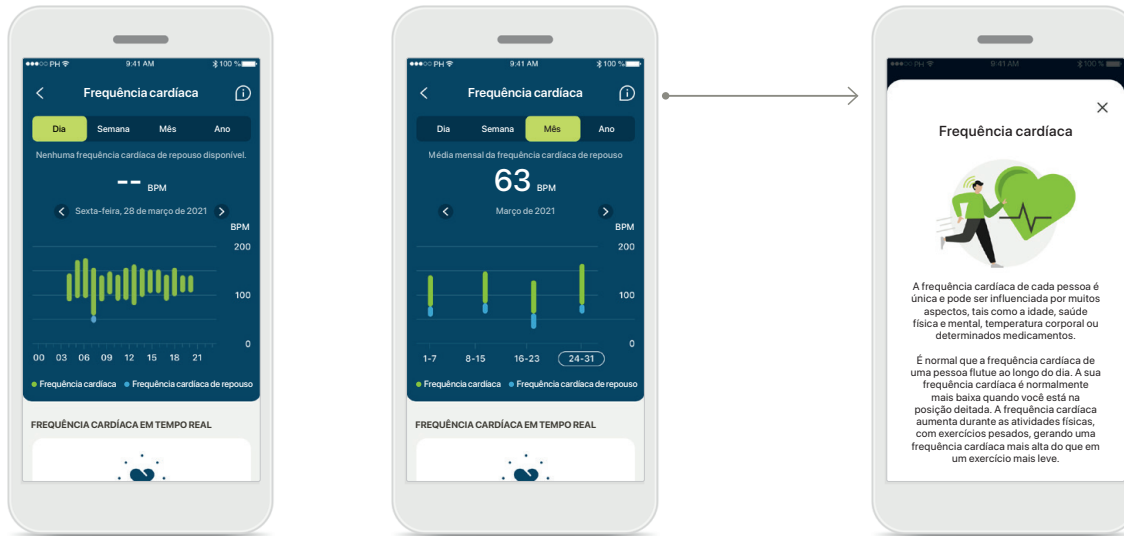 PH 9:41 AM 100 %
Frequência cardíaca
Dia Semana Mês Ano
Nenhuma frequência cardíaca de repouso disponível.
-- BPM
Sexta-feira, 28 de março de 2021
BPM
200
100
0
00 03 06 09 12 15 18 21
Frequência cardíaca Frequência cardíaca de repouso
FREQUÊNCIA CARDÍACA EM TEMPO REAL
PH 9:41 AM 100 %
Frequência cardíaca
Dia Semana Mês Ano
Média mensal da frequência cardíaca de repouso
63 BPM
Março de 2021
BPM
200
100
0
1-7 8-15 16-23 24-31
Frequência cardíaca Frequência cardíaca de repouso
FREQUÊNCIA CARDÍACA EM TEMPO REAL
PH 9:41 AM 100 %
Frequência cardíaca
A frequência cardíaca de cada pessoa é
única e pode ser influenciada por muitos
aspectos, tais como a idade, saúde
física e mental, temperatura corporal ou
determinados medicamentos.
É normal que a frequência cardíaca de
uma pessoa flutue ao longo do dia. A sua
frequência cardíaca é normalmente
mais baixa quando você está na
posição deitada. A frequência cardíaca
aumenta durante as atividades físicas,
com exercícios pesados, gerando uma
frequência cardíaca mais alta do que em
um exercício mais leve.